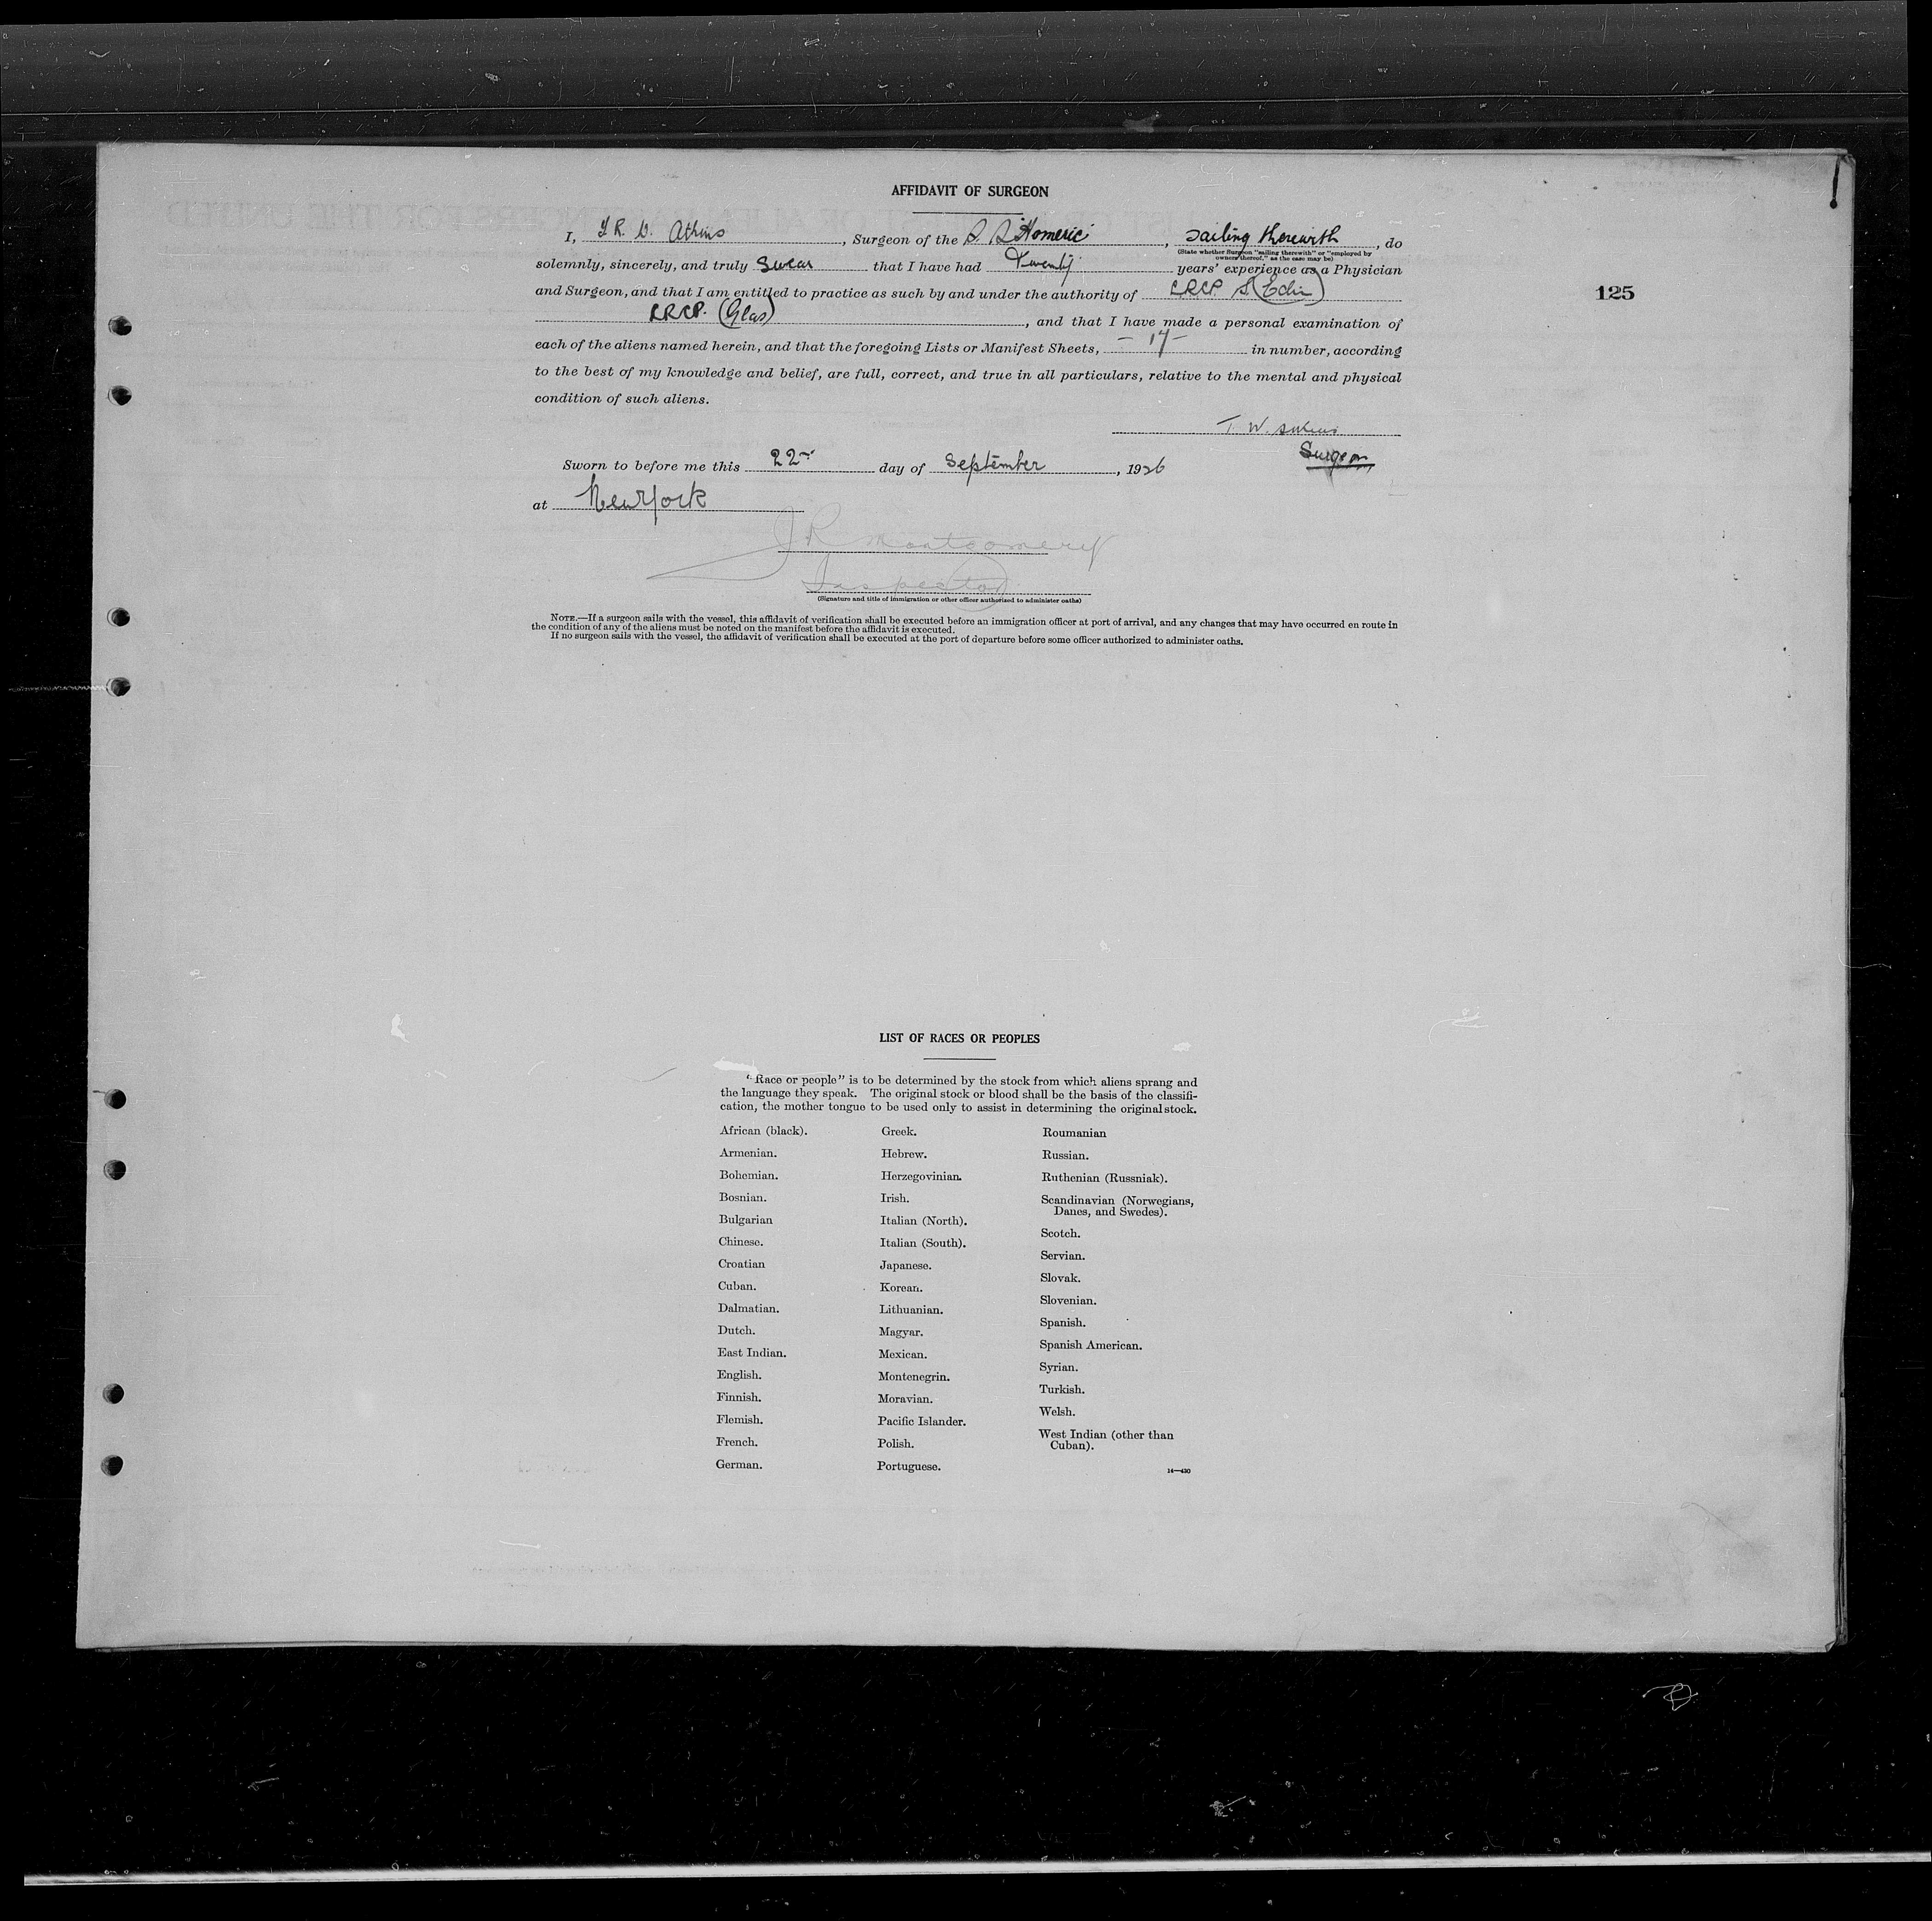 AFFIDAVIT OF SURGEON
I, T R. W. Atkins, Surgeon of the S. S. "Homeric", sailing therewith, do
(State whether Surgeon "sailing therewith" or "employed by
owners thereof," as the case may be)
solemnly, sincerely, and truly swear that I have had Twenty years' experience as a Physician
and Surgeon, and that I am entitled to practice as such by and under the authority of LRCP S (Edin)
125
LRCP. (Glas), and that I have made a personal examination of
each of the aliens named herein, and that the foregoing Lists or Manifest Sheets, - 17 - in number, according
to the best of my knowledge and belief, are full, correct, and true in all particulars, relative to the mental and physical
condition of such aliens.
T. W. Atkins
Surgeon
Sworn to before me this 22 day of September, 1926
at New York
J R Montgomery
Inspector
(Signature and title of immigration or other officer authorized to administer oaths)
NOTE.—If a surgeon sails with the vessel, this affidavit of verification shall be executed before an immigration officer at port of arrival, and any changes that may have occurred en route in
the condition of any of the aliens must be noted on the manifest before the affidavit is executed.
If no surgeon sails with the vessel, the affidavit of verification shall be executed at the port of departure before some officer authorized to administer oaths.
LIST OF RACES OR PEOPLES
"Race or people" is to be determined by the stock from which aliens sprang and
the language they speak. The original stock or blood shall be the basis of the classifi-
cation, the mother tongue to be used only to assist in determining the original stock.
African (black).
Armenian.
Bohemian.
Bosnian.
Bulgarian
Chinese.
Croatian
Cuban.
Dalmatian.
Dutch.
East Indian.
English.
Finnish.
Flemish.
French.
German.
Greek.
Hebrew.
Herzegovinian.
Irish.
Italian (North).
Italian (South).
Japanese.
Korean.
Lithuanian.
Magyar.
Mexican.
Montenegrin.
Moravian.
Pacific Islander.
Polish.
Portuguese.
Roumanian
Russian.
Ruthenian (Russniak).
Scandinavian (Norwegians,
Danes, and Swedes).
Scotch.
Servian.
Slovak.
Slovenian.
Spanish.
Spanish American.
Syrian.
Turkish.
Welsh.
West Indian (other than
Cuban).
14—420